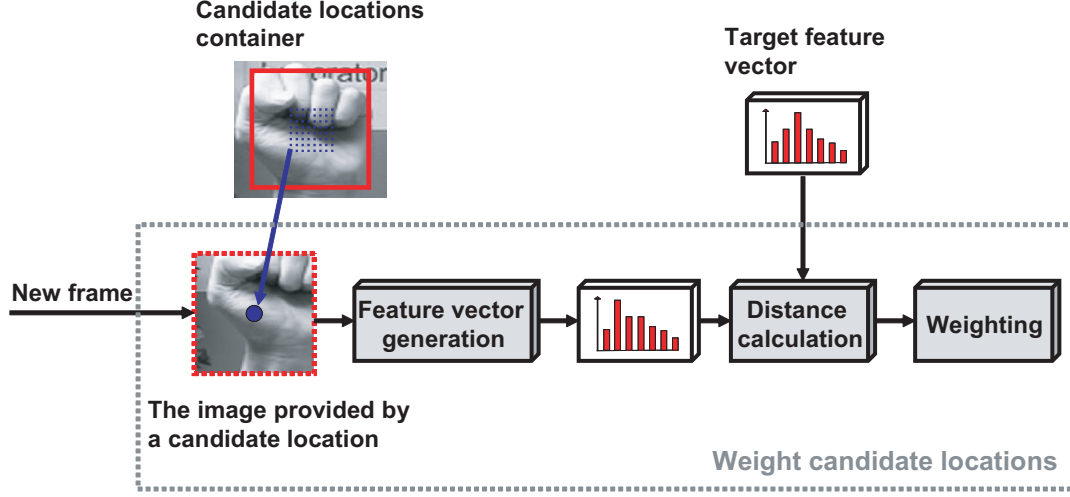 Candidate locations
container
orator
Target feature
vector
New frame
Feature vector
generation
Distance
calculation
Weighting
The image provided by
a candidate location
Weight candidate locations